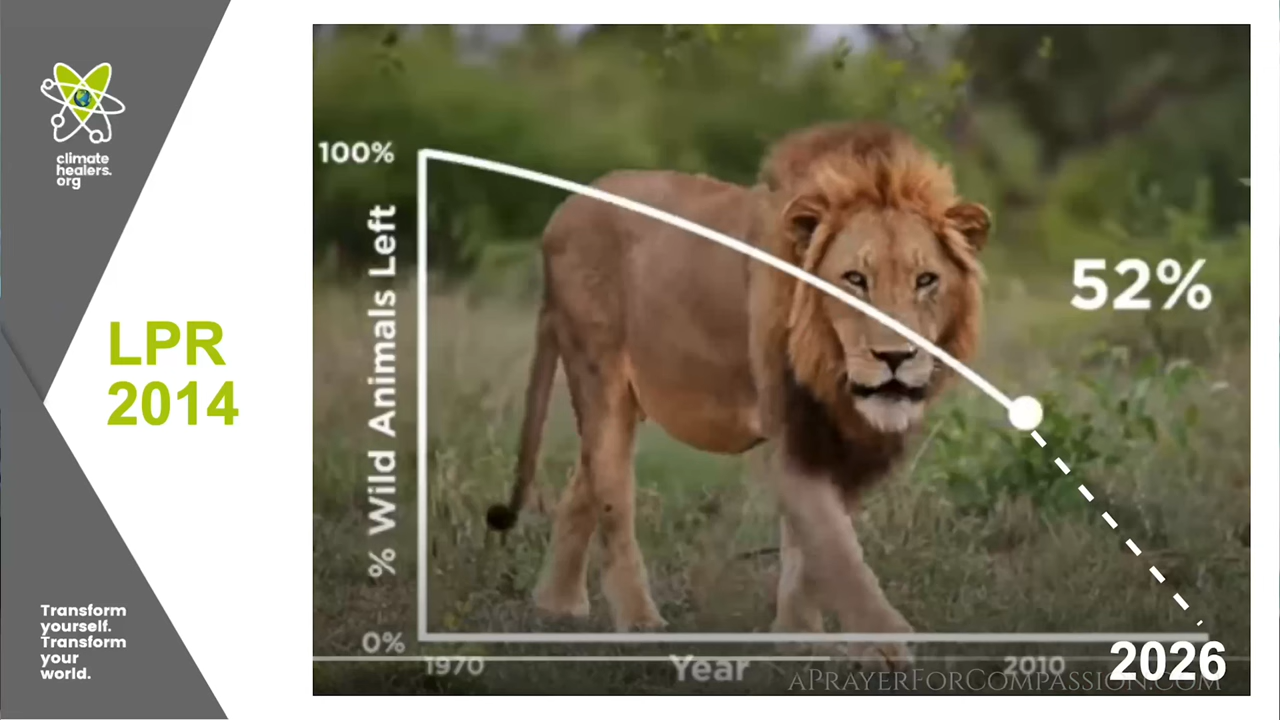 climate
healers.
org
LPR
2014
Transform
yourself.
Transform
your
world.
100%
% Wild Animals Left
52%
0%
1970
Year
2010
2026
aPrayerForCompassion.com